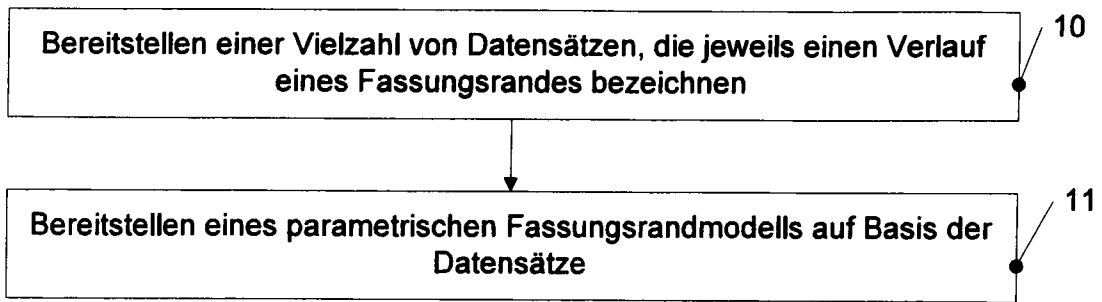 Bereitstellen einer Vielzahl von Datensätzen, die jeweils einen Verlauf
eines Fassungsrandes bezeichnen
10
Bereitstellen eines parametrischen Fassungsrandmodells auf Basis der
Datensätze
11